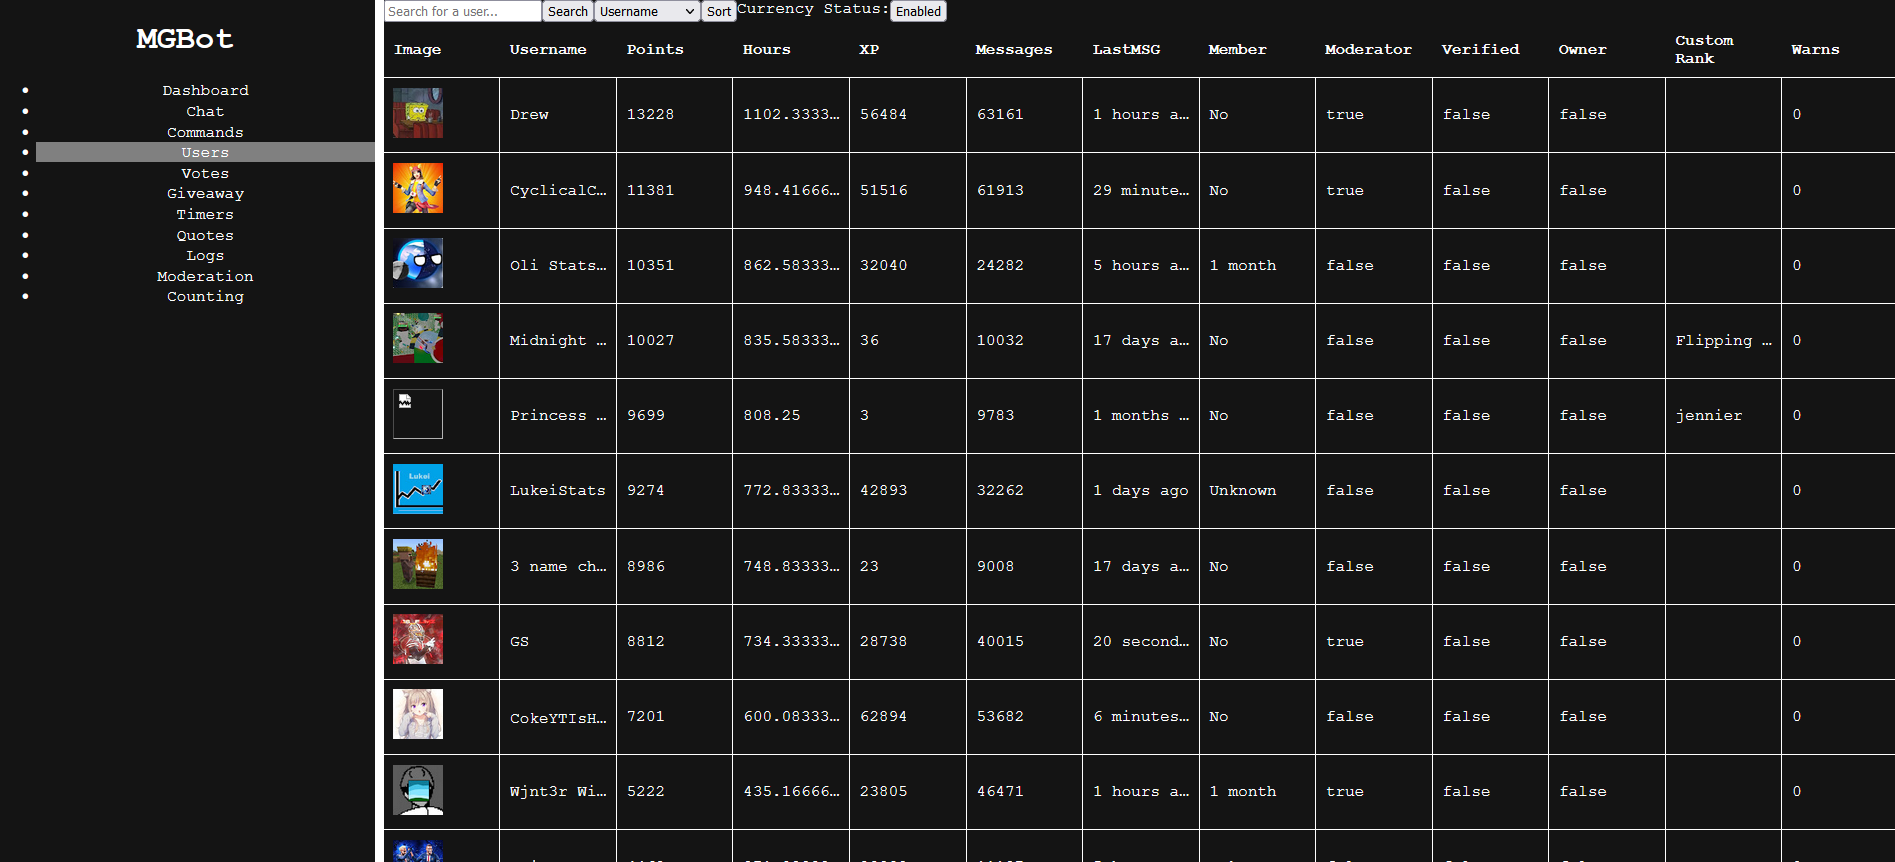 MGBot
Dashboard
Chat
Commands
Users
Votes
Giveaway
Timers
Quotes
Logs
Moderation
Counting
Search for a user... Search Username Sort Currency Status: Enabled
Image Username Points Hours XP Messages LastMSG Member Moderator Verified Owner Custom Rank Warns
Drew 13228 1102.3333… 56484 63161 1 hours a… No true false false 0
CyclicalC… 11381 948.41666… 51516 61913 29 minute… No true false false 0
Oli Stats… 10351 862.58333… 32040 24282 5 hours a… 1 month false false false 0
Midnight … 10027 835.58333… 36 10032 17 days a… No false false false Flipping … 0
Princess … 9699 808.25 3 9783 1 months … No false false false jennier 0
Lukei
LukeiStats 9274 772.83333… 42893 32262 1 days ago Unknown false false false 0
3 name ch… 8986 748.83333… 23 9008 17 days a… No false false false 0
GS 8812 734.33333… 28738 40015 20 second… No true false false 0
CokeYTIsH… 7201 600.08333… 62894 53682 6 minutes… No false false false 0
Wjnt3r Wi… 5222 435.16666… 23805 46471 1 hours a… 1 month true false false 0